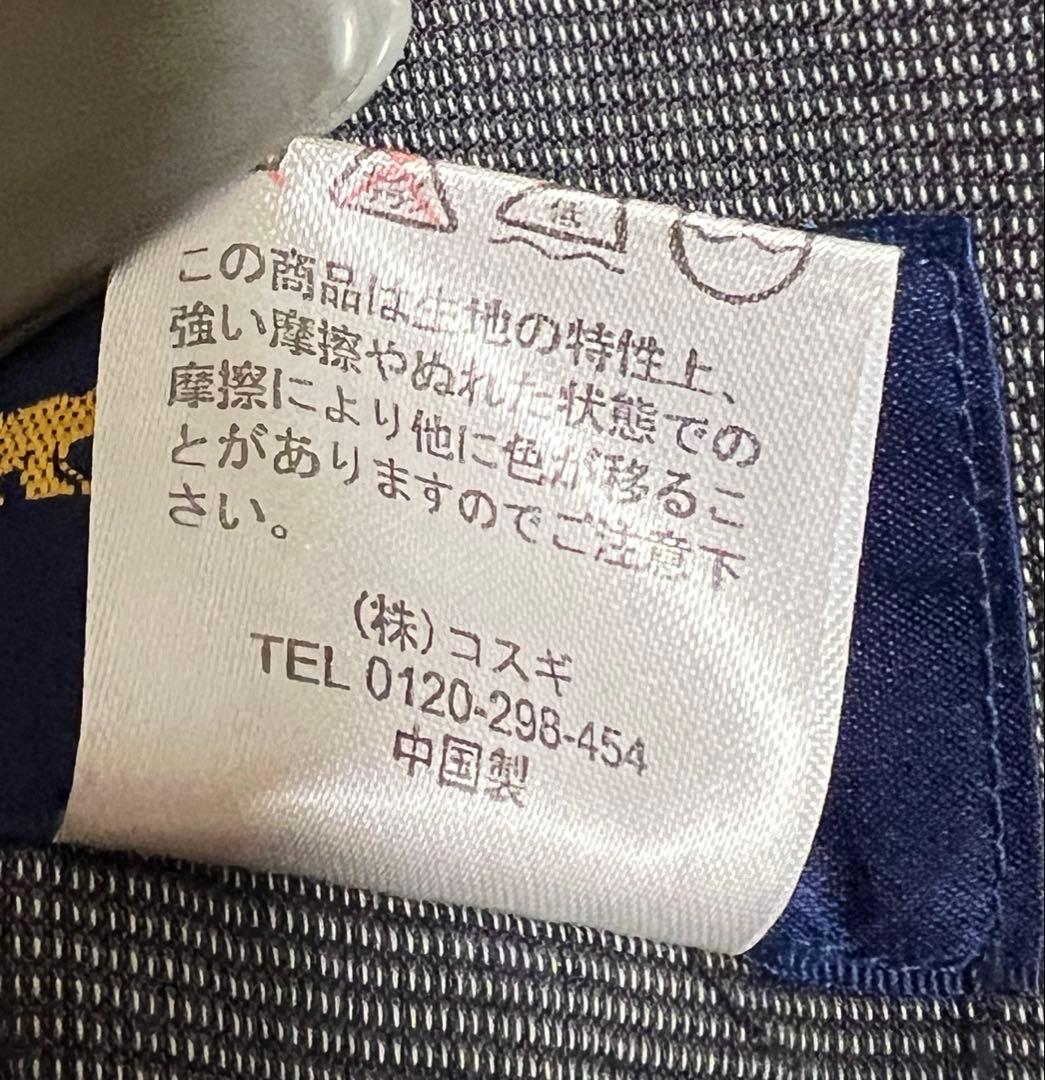 低
この商品は生地の特性上、
強い摩擦やぬれた状態での
摩擦により他に色が移るこ
とがありますのでご注意下
さい。
(株)コスギ
TEL 0120-298-454
中国製